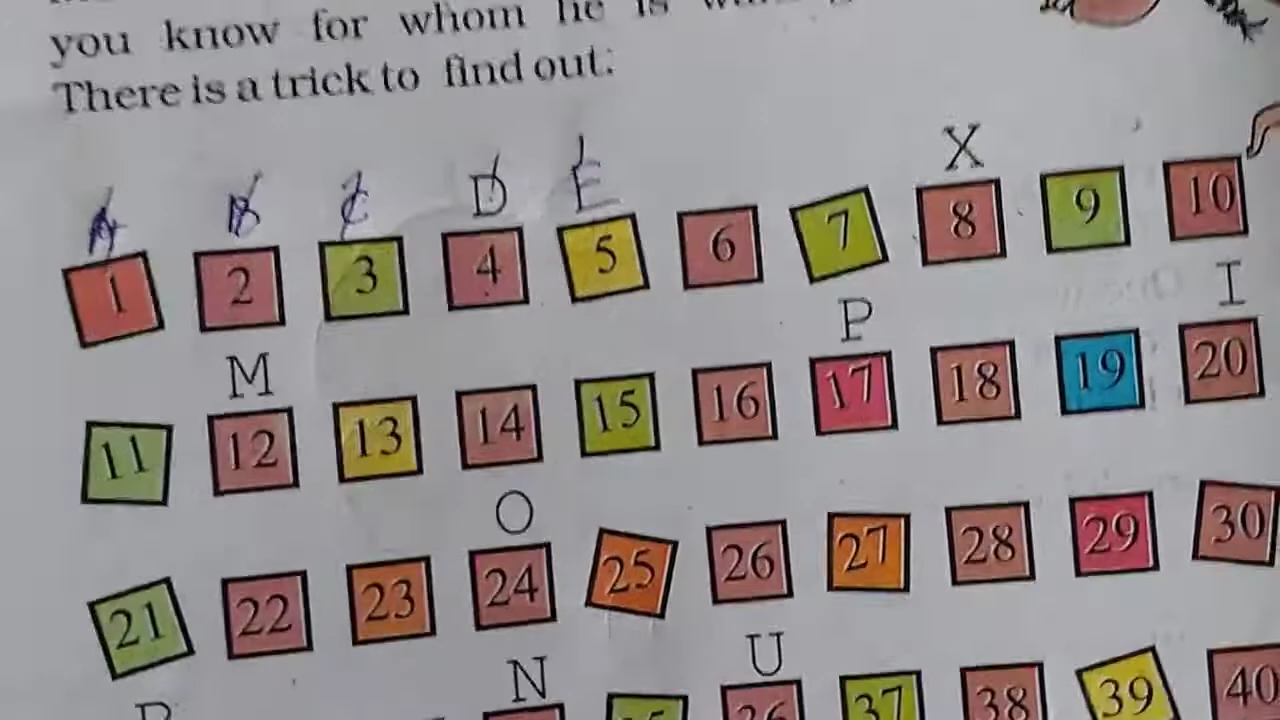 you know for whom he is
There is a trick to find out:
A B C D E X
1 2 3 4 5 6 7 8 9 10
M P I
11 12 13 14 15 16 17 18 19 20
O
21 22 23 24 25 26 27 28 29 30
N U
36 37 38 39 40